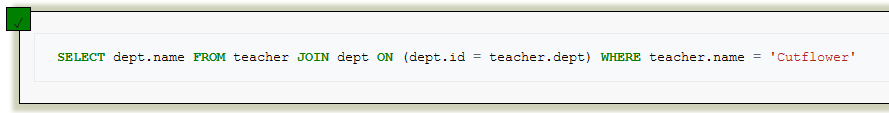 SELECT dept.name FROM teacher JOIN dept ON (dept.id = teacher.dept) WHERE teacher.name = 'Cutflower'